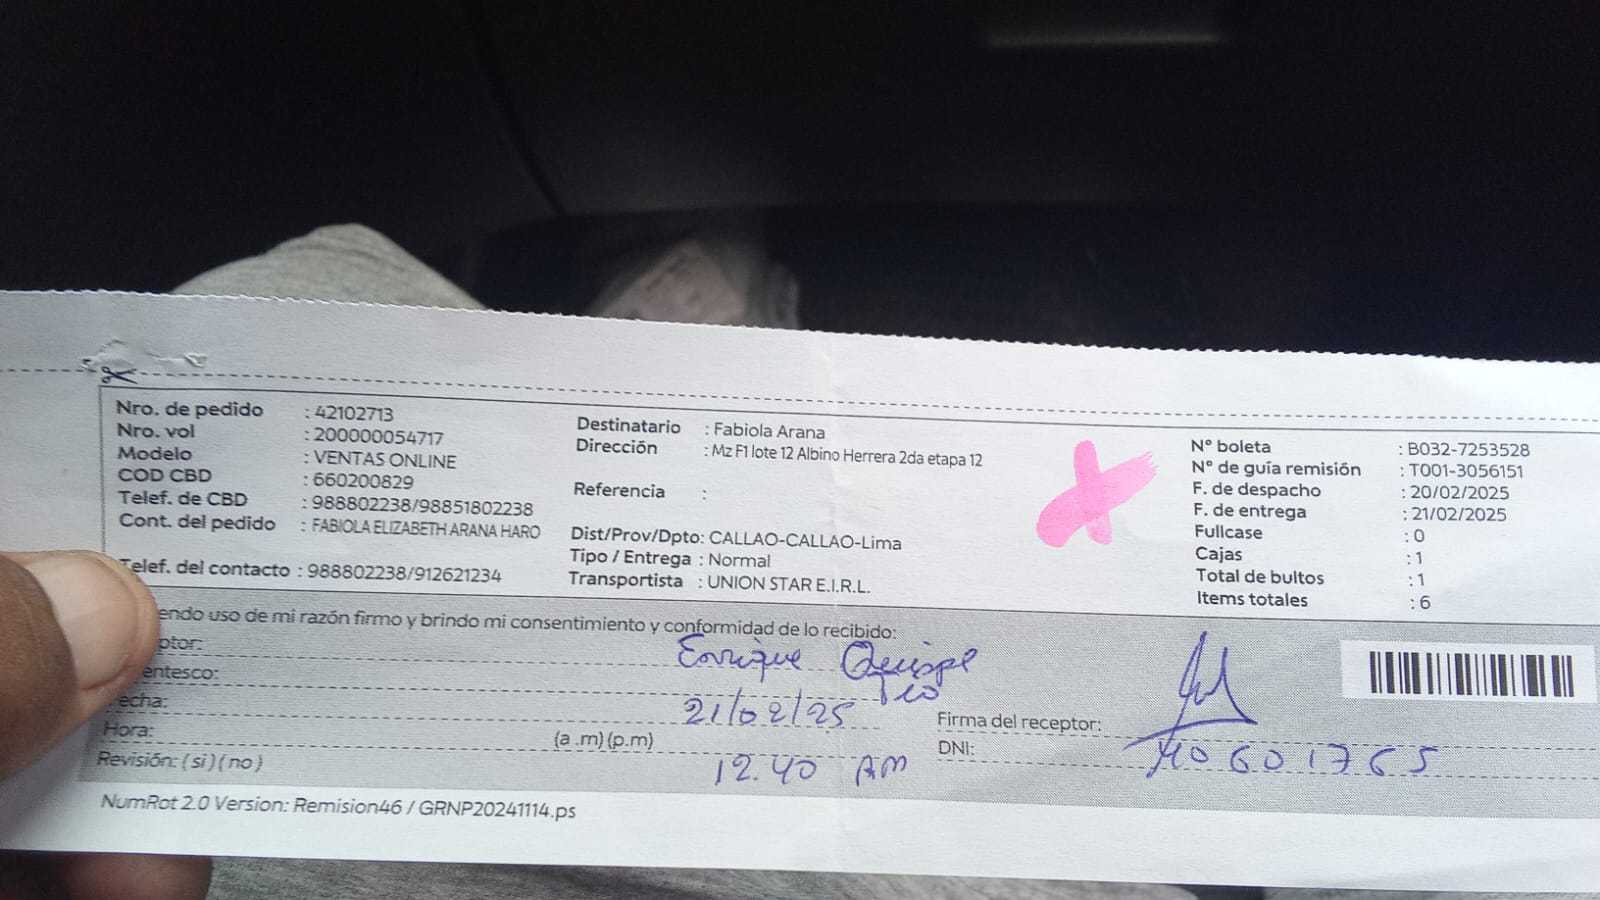 Nro. de pedido : 42102713
Nro. vol : 200000054717
Modelo : VENTAS ONLINE
COD CBD : 660200829
Telef. de CBD : 988802238/98851802238
Cont. del pedido : FABIOLA ELIZABETH ARANA HARO
Telef. del contacto : 988802238/912621234
Destinatario : Fabiola Arana
Dirección : Mz F1 lote 12 Albino Herrera 2da etapa 12
Referencia :
Dist/Prov/Dpto: CALLAO-CALLAO-Lima
Tipo / Entrega : Normal
Transportista : UNION STAR E.I.R.L.
N° boleta : B032-7253528
N° de guía remisión : T001-3056151
F. de despacho : 20/02/2025
F. de entrega : 21/02/2025
Fullcase : 0
Cajas : 1
Total de bultos : 1
Items totales : 6
endo uso de mi razón firmo y brindo mi consentimiento y conformidad de lo recibido:
ptor: Enrique Quispe
entesco: Tio
echa: 21/02/25
Hora: (a .m) (p.m) 12.40 AM
Revisión: ( si ) ( no )
Firma del receptor:
DNI: 40601765
NumRot 2.0 Version: Remision46 / GRNP20241114.ps